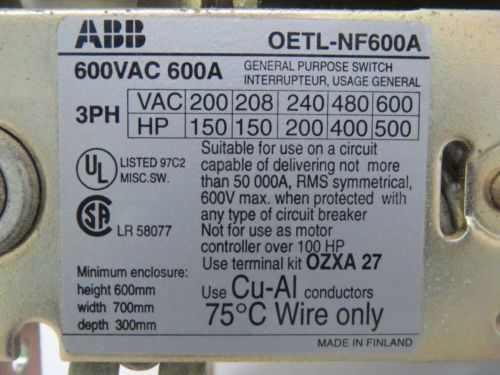 ABB OETL-NF600A
600VAC 600A GENERAL PURPOSE SWITCH
INTERRUPTEUR, USAGE GENERAL
3PH VAC 200 208 240 480 600
HP 150 150 200 400 500
UL LISTED 97C2
MISC.SW.
Suitable for use on a circuit
capable of delivering not more
than 50 000A, RMS symmetrical,
600V max. when protected with
any type of circuit breaker
SA LR 58077
Not for use as motor
controller over 100 HP
Use terminal kit OZXA 27
Minimum enclosure:
height 600mm
width 700mm
depth 300mm
Use Cu-Al conductors
75°C Wire only
MADE IN FINLAND